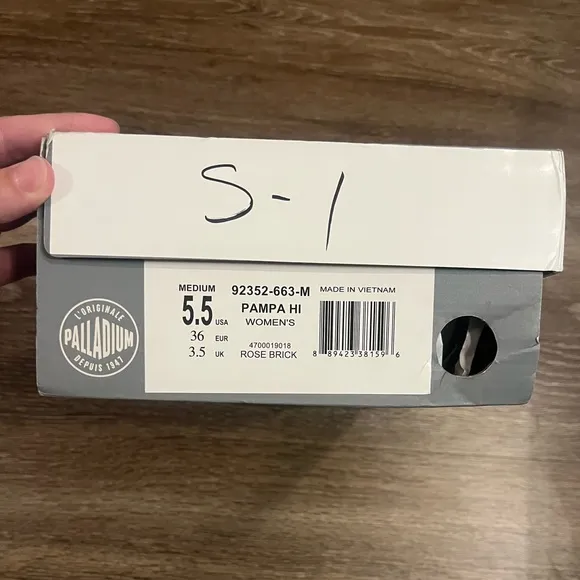 S-1
L'ORIGINALE
PALLADIUM
DEPUIS 1947
MEDIUM
5.5 USA
36 EUR
3.5 UK
92352-663-M
PAMPA HI
WOMEN'S
4700019018
ROSE BRICK
MADE IN VIETNAM
8 89423 38159 6